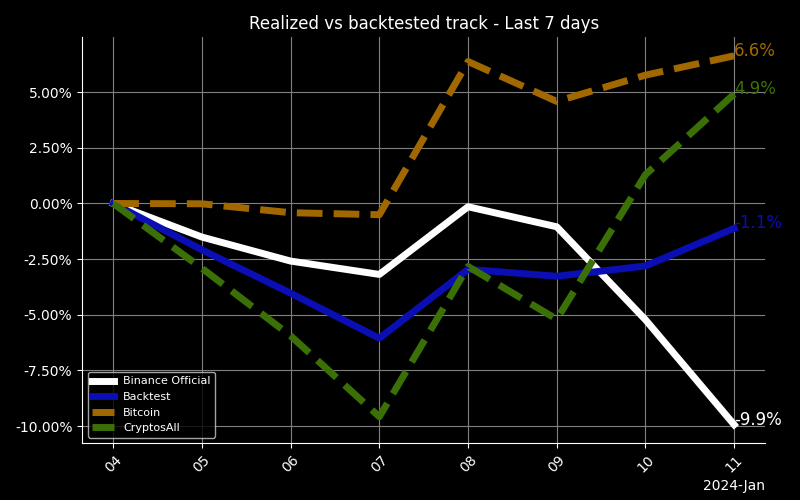 Realized vs backtested track - Last 7 days
6.6%
5.00%
4.9%
2.50%
0.00%
-1.1%
-2.50%
-5.00%
-7.50%
-10.00%
-9.9%
Binance Official
Backtest
Bitcoin
CryptosAll
04 05 06 07 08 09 10 11
2024-Jan